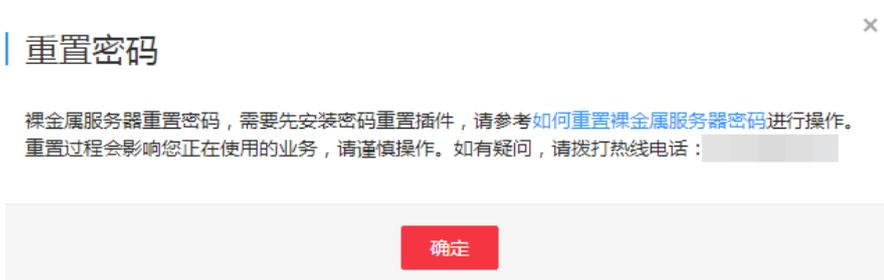 重置密码
裸金属服务器重置密码，需要先安装密码重置插件，请参考如何重置裸金属服务器密码进行操作。
重置过程会影响您正在使用的业务，请谨慎操作。如有疑问，请拨打热线电话：
确定